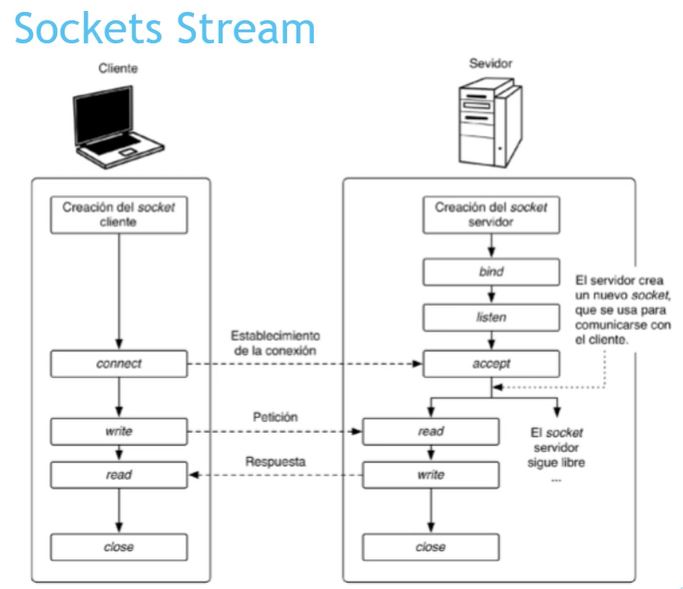 Sockets Stream
Cliente
Sevidor
Creación del socket
cliente
Creación del socket
servidor
bind
El servidor crea
un nuevo socket,
que se usa para
comunicarse con
el cliente.
listen
Establecimiento
de la conexión
connect
accept
Petición
write
read
El socket
servidor
sigue libre
...
Respuesta
read
write
close
close